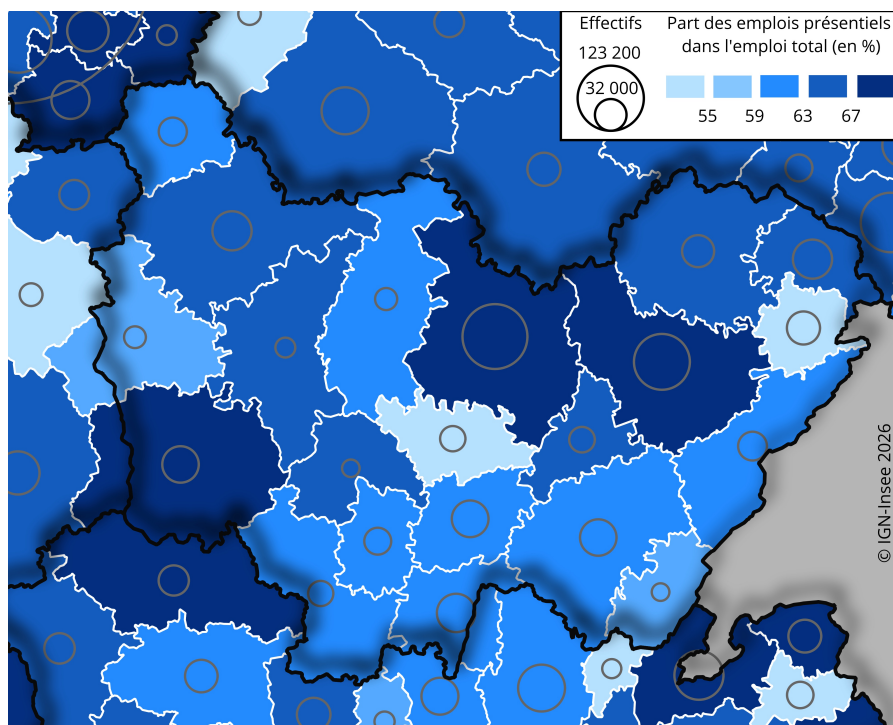 Effectifs
123 200
32 000
Part des emplois présentiels
dans l'emploi total (en %)
55 59 63 67
© IGN-Insee 2026